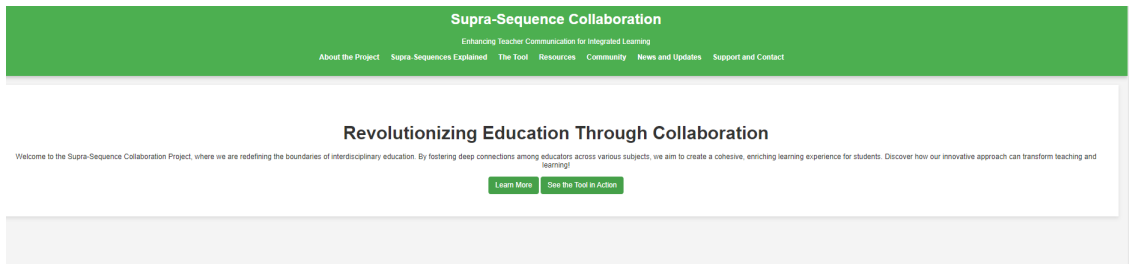 Supra-Sequence Collaboration
Enhancing Teacher Communication for Integrated Learning
About the Project Supra-Sequences Explained The Tool Resources Community News and Updates Support and Contact
Revolutionizing Education Through Collaboration
Welcome to the Supra-Sequence Collaboration Project, where we are redefining the boundaries of interdisciplinary education. By fostering deep connections among educators across various subjects, we aim to create a cohesive, enriching learning experience for students. Discover how our innovative approach can transform teaching and
learning!
Learn More See the Tool in Action